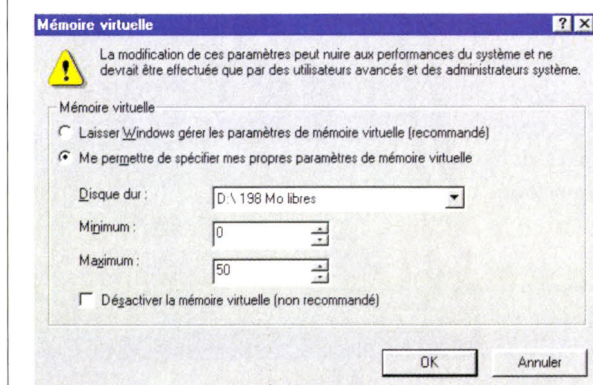 Mémoire virtuelle
La modification de ces paramètres peut nuire aux performances du système et ne
devrait être effectuée que par des utilisateurs avancés et des administrateurs système.
Mémoire virtuelle
Laisser Windows gérer les paramètres de mémoire virtuelle (recommandé)
Me permettre de spécifier mes propres paramètres de mémoire virtuelle
Disque dur :
D:\ 198 Mo libres
Minimum :
0
Maximum :
50
Désactiver la mémoire virtuelle (non recommandé)
OK
Annuler